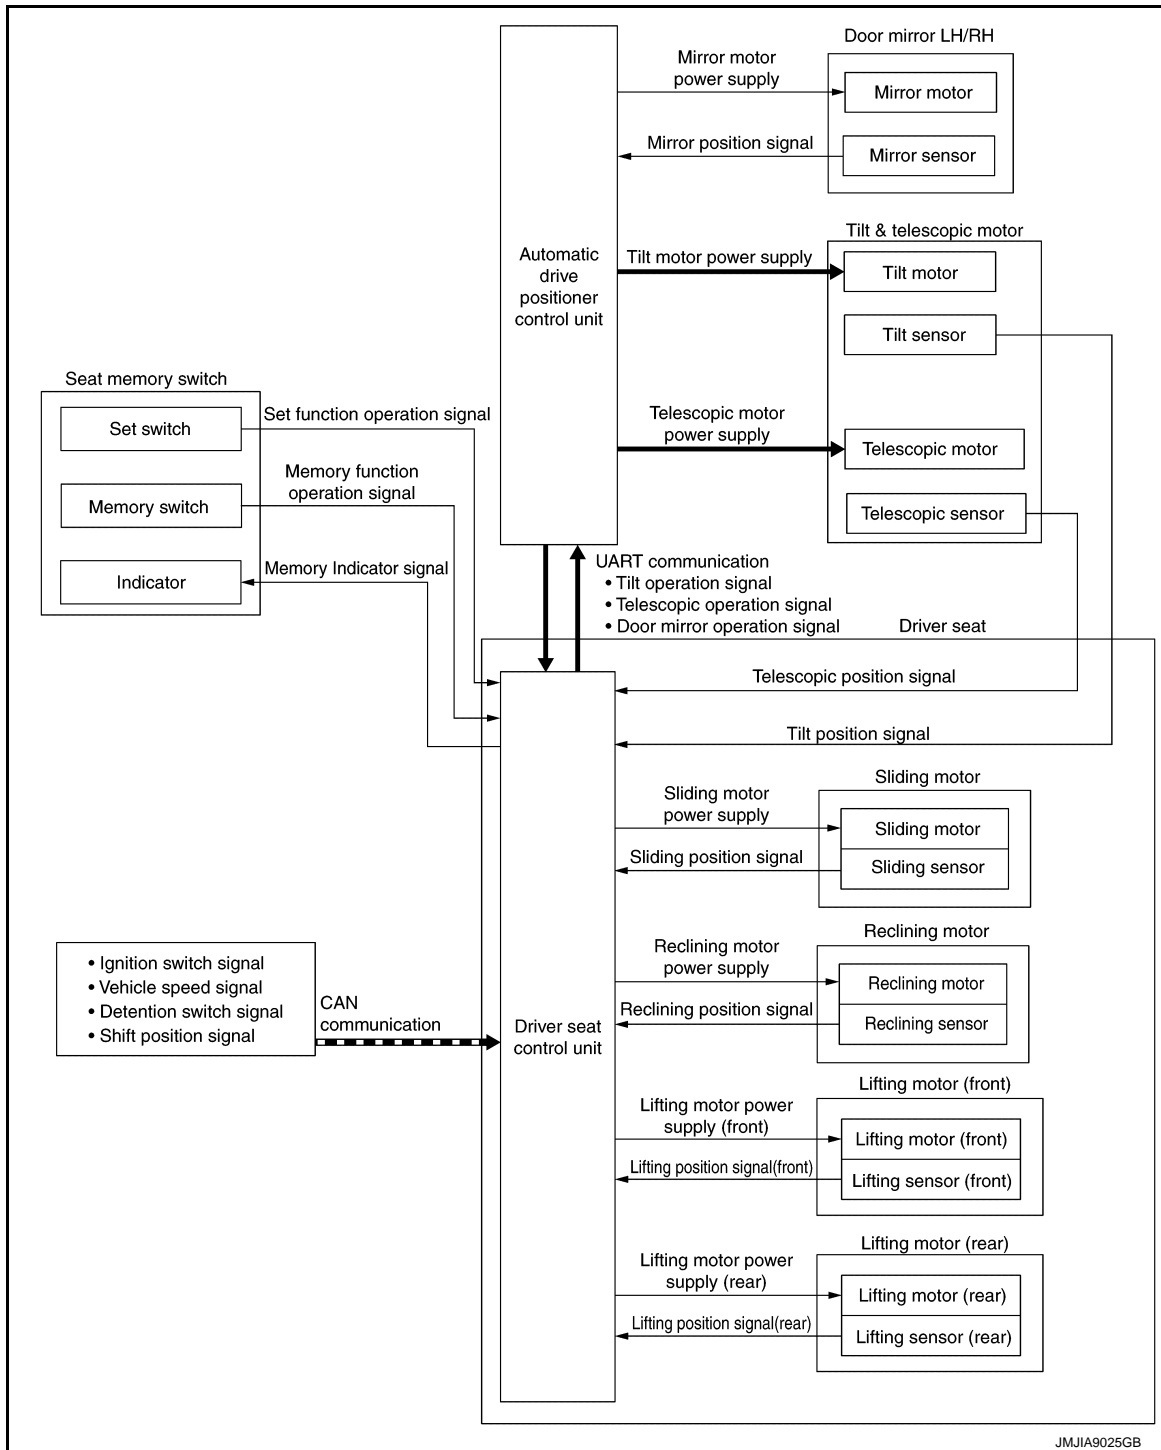 Door mirror LH/RH
Mirror motor
power supply
Mirror motor
Mirror position signal
Mirror sensor
Automatic
drive
positioner
control unit
Tilt & telescopic motor
Tilt motor power supply
Tilt motor
Tilt sensor
Telescopic motor
power supply
Telescopic motor
Telescopic sensor
Seat memory switch
Set switch
Set function operation signal
Memory switch
Memory function
operation signal
Indicator
Memory Indicator signal
UART communication
• Tilt operation signal
• Telescopic operation signal
• Door mirror operation signal
Driver seat
Telescopic position signal
Tilt position signal
Sliding motor
Sliding motor
power supply
Sliding motor
Sliding position signal
Sliding sensor
Reclining motor
Reclining motor
power supply
Reclining motor
Reclining position signal
Reclining sensor
• Ignition switch signal
• Vehicle speed signal
• Detention switch signal
• Shift position signal
CAN
communication
Driver seat
control unit
Lifting motor (front)
Lifting motor power
supply (front)
Lifting motor (front)
Lifting position signal(front)
Lifting sensor (front)
Lifting motor (rear)
Lifting motor power
supply (rear)
Lifting motor (rear)
Lifting position signal(rear)
Lifting sensor (rear)
JMJIA9025GB